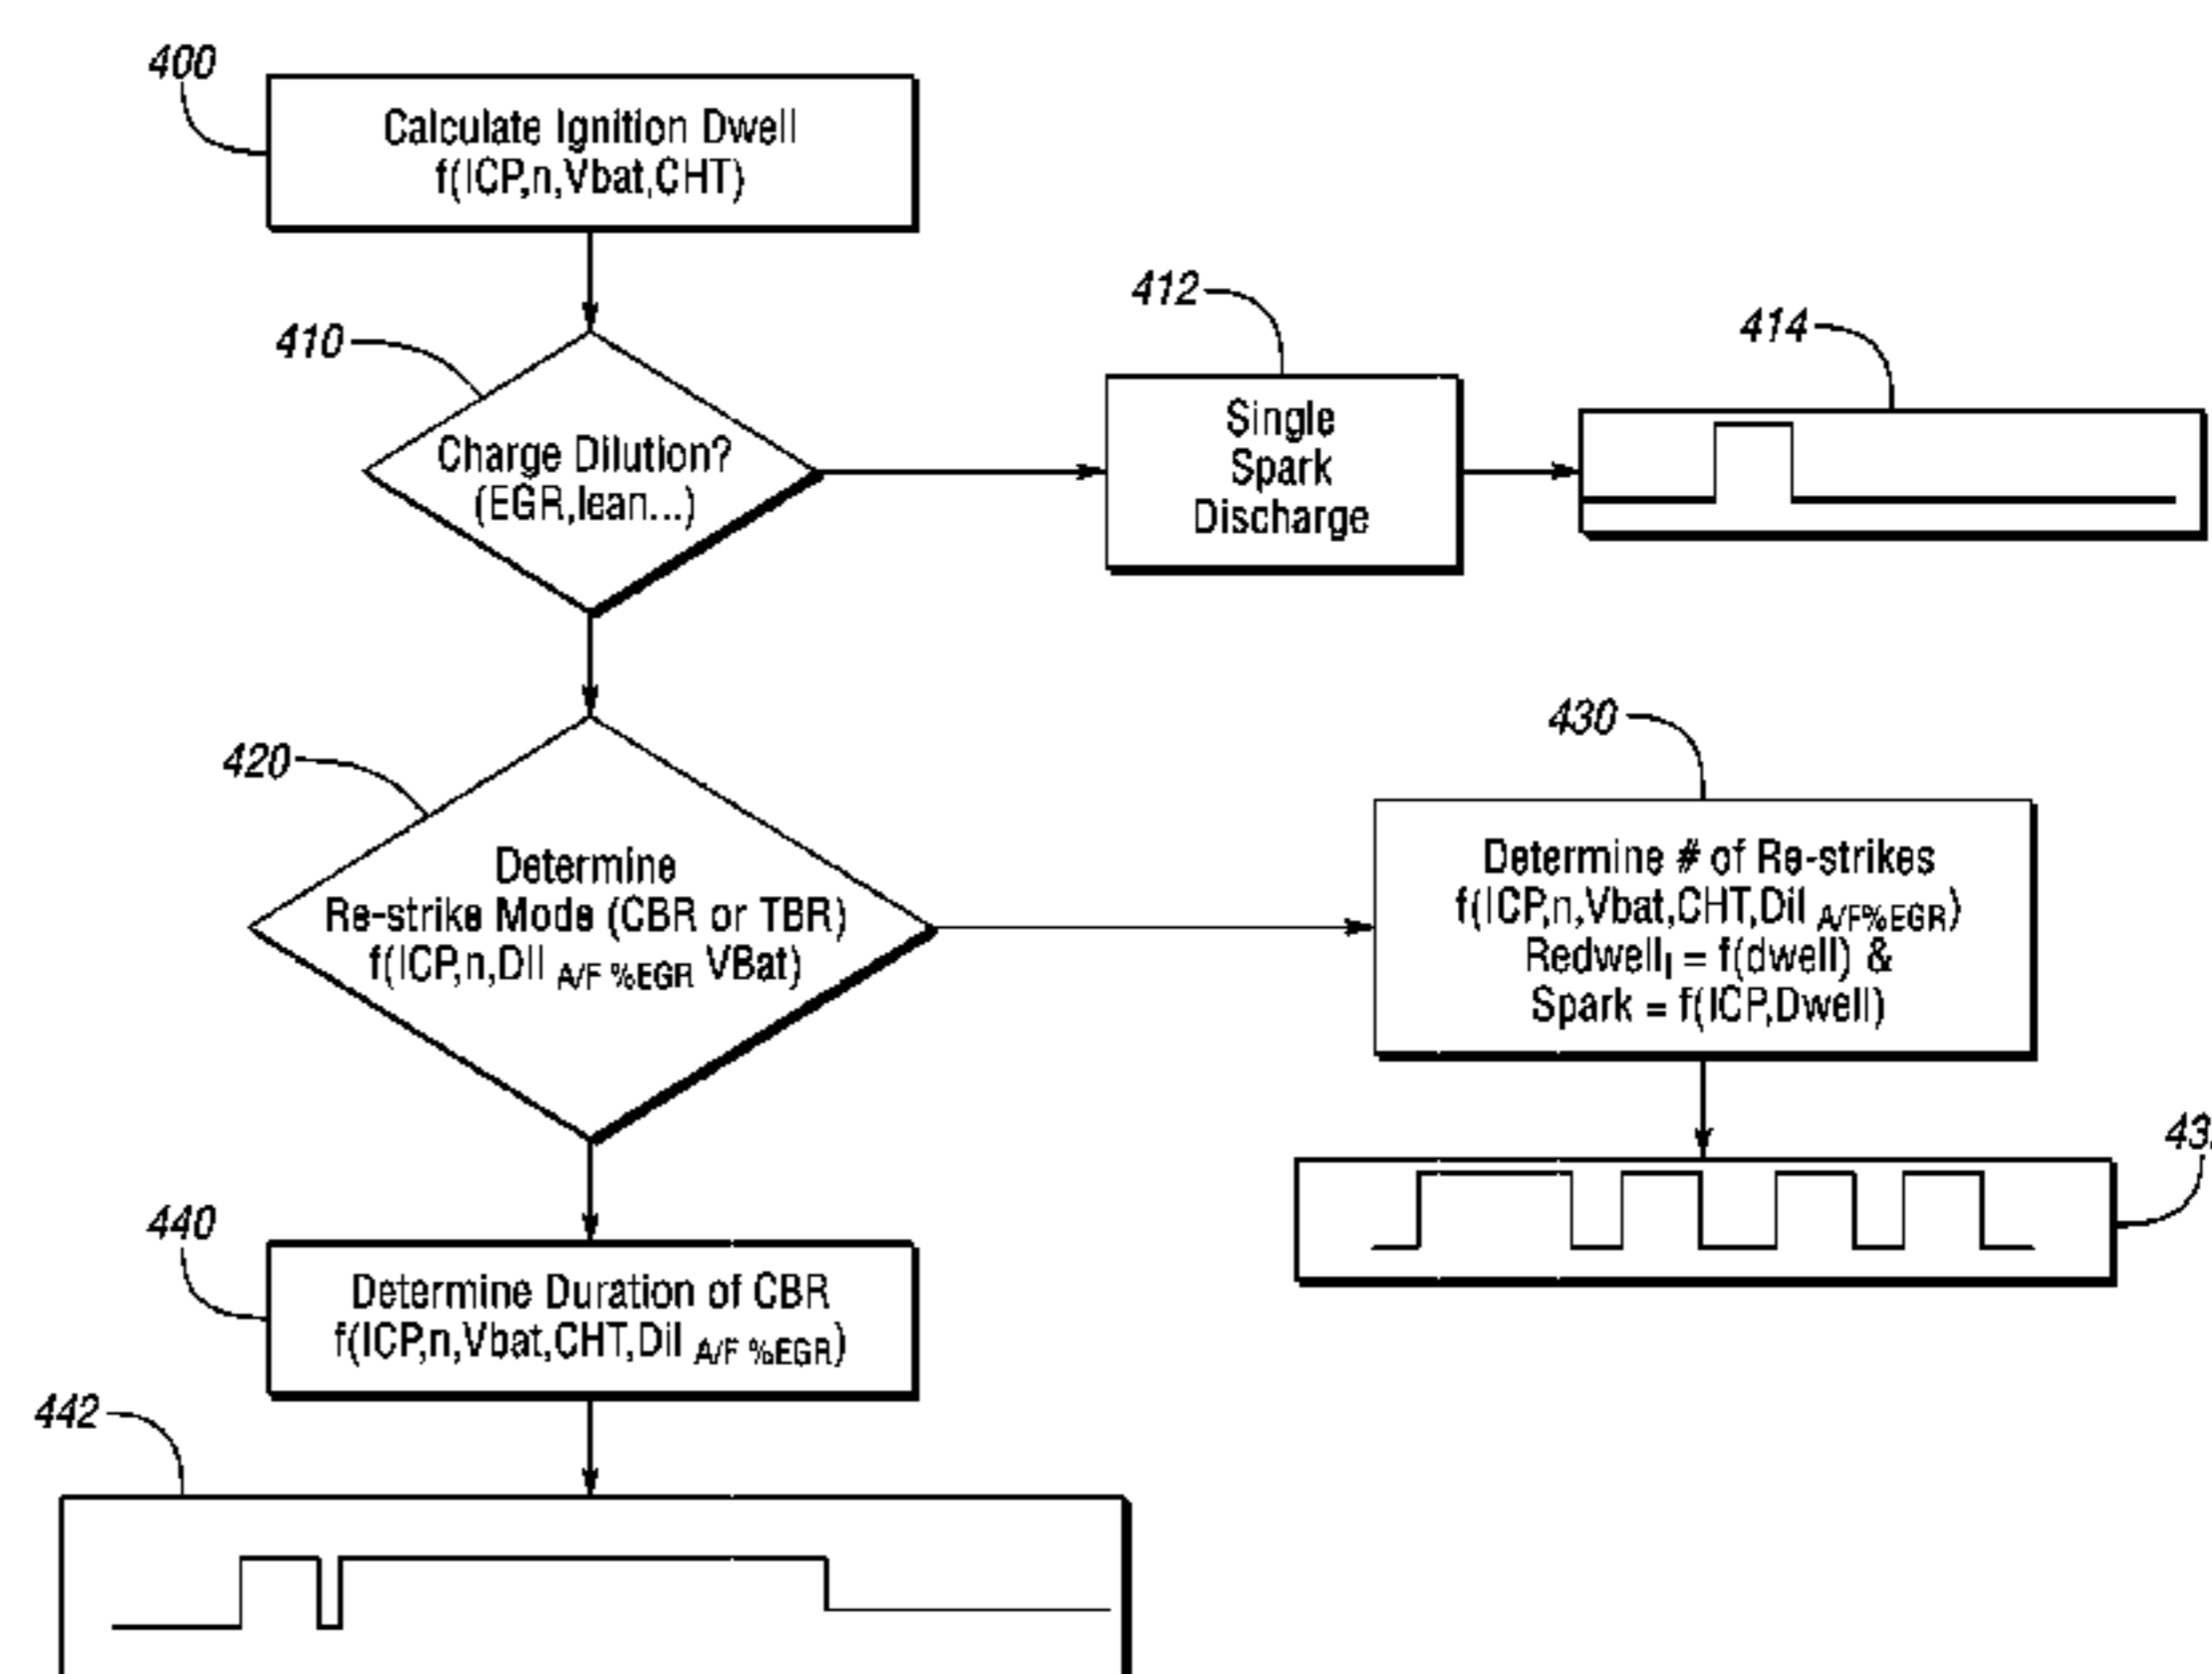 400
Calculate Ignition Dwell
f(ICP,n,Vbat,CHT)
410
Charge Dilution?
(EGR,lean...)
412
Single
Spark
Discharge
414
420
Determine
Re-strike Mode (CBR or TBR)
f(ICP,n,Dil A/F %EGR VBat)
430
Determine # of Re-strikes
f(ICP,n,Vbat,CHT,Dil A/F%EGR)
Redwell = f(dwell) &
Spark = f(ICP,Dwell)
440
Determine Duration of CBR
f(ICP,n,Vbat,CHT,Dil A/F %EGR)
442